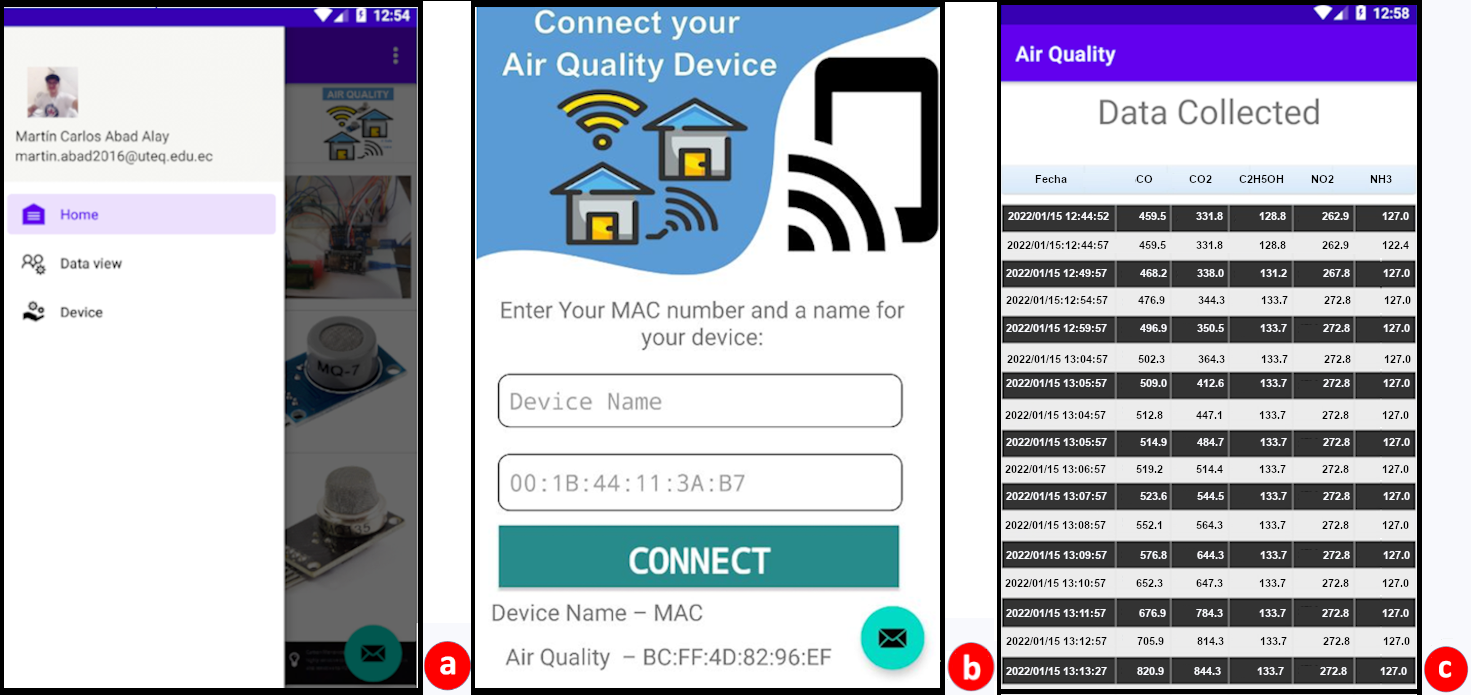 12:54
Martín Carlos Abad Alay
martin.abad2016@uteq.edu.ec
Home
Data view
Device
AIR QUALITY
MQ-7
a
Connect your
Air Quality Device
Enter Your MAC number and a name for
your device:
Device Name
00:1B:44:11:3A:B7
CONNECT
Device Name – MAC
Air Quality – BC:FF:4D:82:96:EF
b
12:58
Air Quality
Data Collected
Fecha CO CO2 C2H5OH NO2 NH3
2022/01/15 12:44:52 459.5 331.8 128.8 262.9 127.0
2022/01/15:12:44:57 459.5 331.8 128.8 262.9 122.4
2022/01/15 12:49:57 468.2 338.0 131.2 267.8 127.0
2022/01/15:12:54:57 476.9 344.3 133.7 272.8 127.0
2022/01/15 12:59:57 496.9 350.5 133.7 272.8 127.0
2022/01/15 13:04:57 502.3 364.3 133.7 272.8 127.0
2022/01/15 13:05:57 509.0 412.6 133.7 272.8 127.0
2022/01/15 13:04:57 512.8 447.1 133.7 272.8 127.0
2022/01/15 13:05:57 514.9 484.7 133.7 272.8 127.0
2022/01/15 13:06:57 519.2 514.4 133.7 272.8 127.0
2022/01/15 13:07:57 523.6 544.5 133.7 272.8 127.0
2022/01/15 13:08:57 552.1 564.3 133.7 272.8 127.0
2022/01/15 13:09:57 576.8 644.3 133.7 272.8 127.0
2022/01/15 13:10:57 652.3 647.3 133.7 272.8 127.0
2022/01/15 13:11:57 676.9 784.3 133.7 272.8 127.0
2022/01/15 13:12:57 705.9 814.3 133.7 272.8 127.0
2022/01/15 13:13:27 820.9 844.3 133.7 272.8 127.0
c